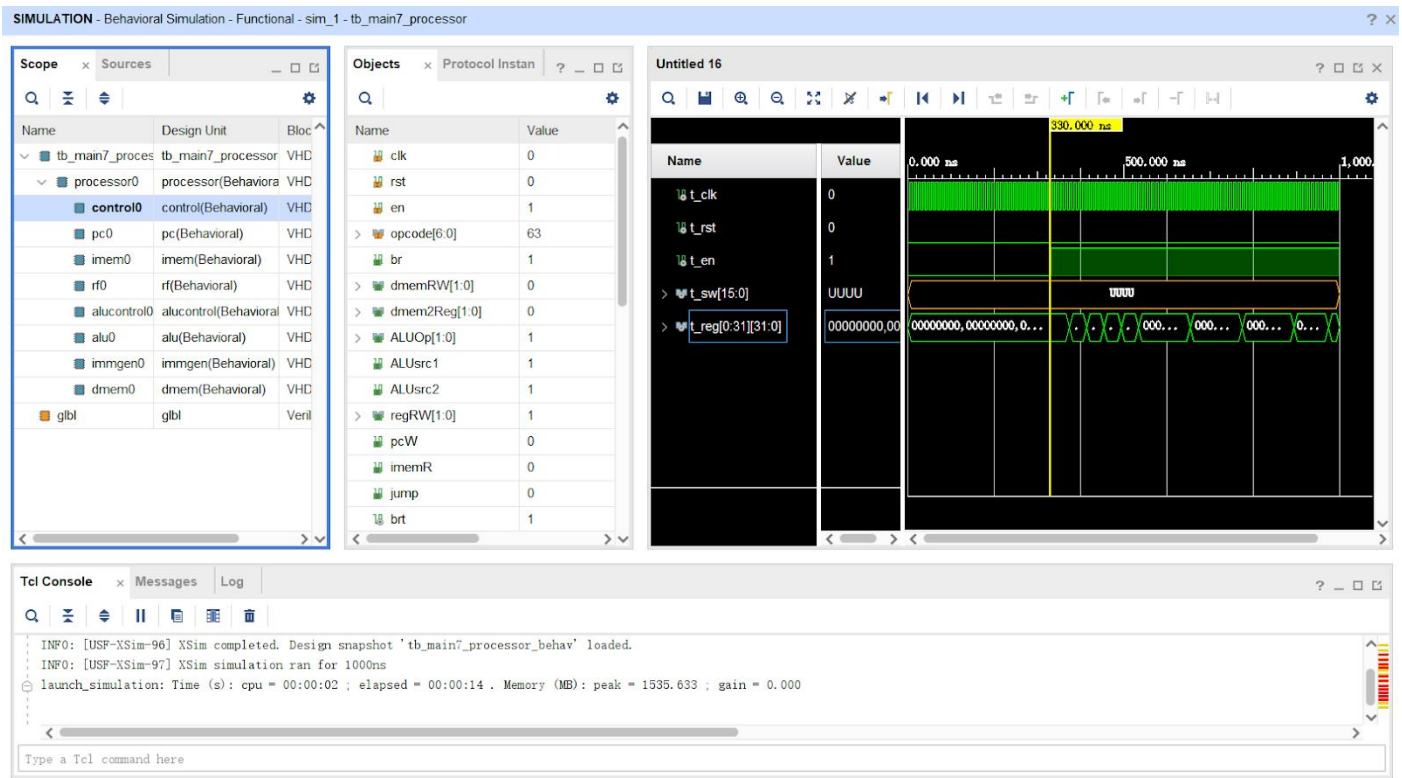 SIMULATION - Behavioral Simulation - Functional - sim_1 - tb_main7_processor
Scope
Sources
Name Design Unit Bloc
tb_main7_proces tb_main7_processor VHD
processor0 processor(Behaviora VHD
control0 control(Behavioral) VHD
pc0 pc(Behavioral) VHD
imem0 imem(Behavioral) VHD
rf0 rf(Behavioral) VHD
alucontrol0 alucontrol(Behavioral VHD
alu0 alu(Behavioral) VHD
immgen0 immgen(Behavioral) VHD
dmem0 dmem(Behavioral) VHD
glbl glbl Veril
Objects
Protocol Instan
Name Value
clk 0
rst 0
en 1
opcode[6:0] 63
br 1
dmemRW[1:0] 0
dmem2Reg[1:0] 0
ALUOp[1:0] 1
ALUsrc1 1
ALUsrc2 1
regRW[1:0] 1
pcW 0
imemR 0
jump 0
brt 1
Untitled 16
330.000 ns
Name Value 0.000 ns 500.000 ns 1,000.
t_clk 0
t_rst 0
t_en 1
t_sw[15:0] UUUU UUUU
t_reg[0:31][31:0] 00000000,00 00000000,00000000,0... . . . . 000... 000... 000... 0...
Tcl Console
Messages
Log
INFO: [USF-XSim-96] XSim completed. Design snapshot 'tb_main7_processor_behav' loaded.
INFO: [USF-XSim-97] XSim simulation ran for 1000ns
launch_simulation: Time (s): cpu = 00:00:02 ; elapsed = 00:00:14 . Memory (MB): peak = 1535.633 ; gain = 0.000
Type a Tcl command here